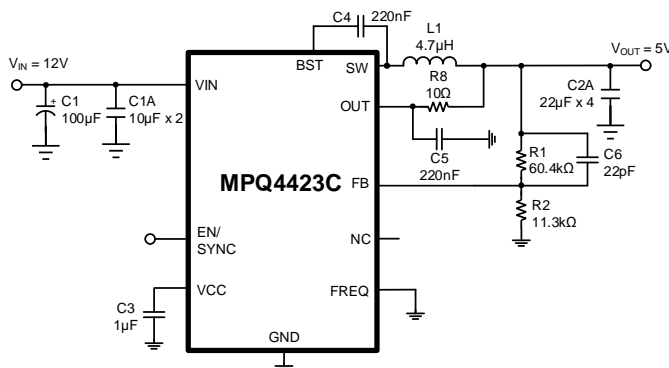 C4
220nF
L1
4.7µH
VIN = 12V
VOUT = 5V
BST
SW
VIN
R8
10Ω
OUT
C1
100µF
+
C1A
10µF x 2
C2A
22µF x 4
C5
220nF
R1
60.4kΩ
C6
22pF
MPQ4423C
FB
R2
11.3kΩ
EN/
SYNC
NC
VCC
FREQ
C3
1µF
GND